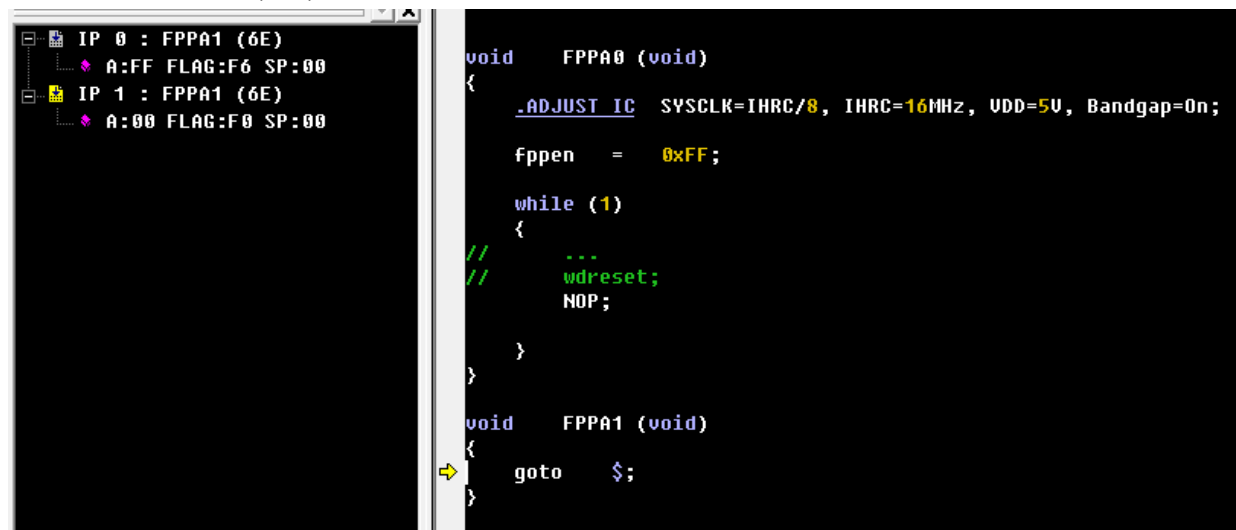 IP 0 : FPPA1 (6E)
A:FF FLAG:F6 SP:00
IP 1 : FPPA1 (6E)
A:00 FLAG:F0 SP:00
void FPPA0 (void)
{
.ADJUST_IC SYSCLK=IHRC/8, IHRC=16MHz, VDD=5V, Bandgap=On;
fppen = 0xFF;
while (1)
{
// ...
// wdreset;
NOP;
}
}
void FPPA1 (void)
{
goto $;
}